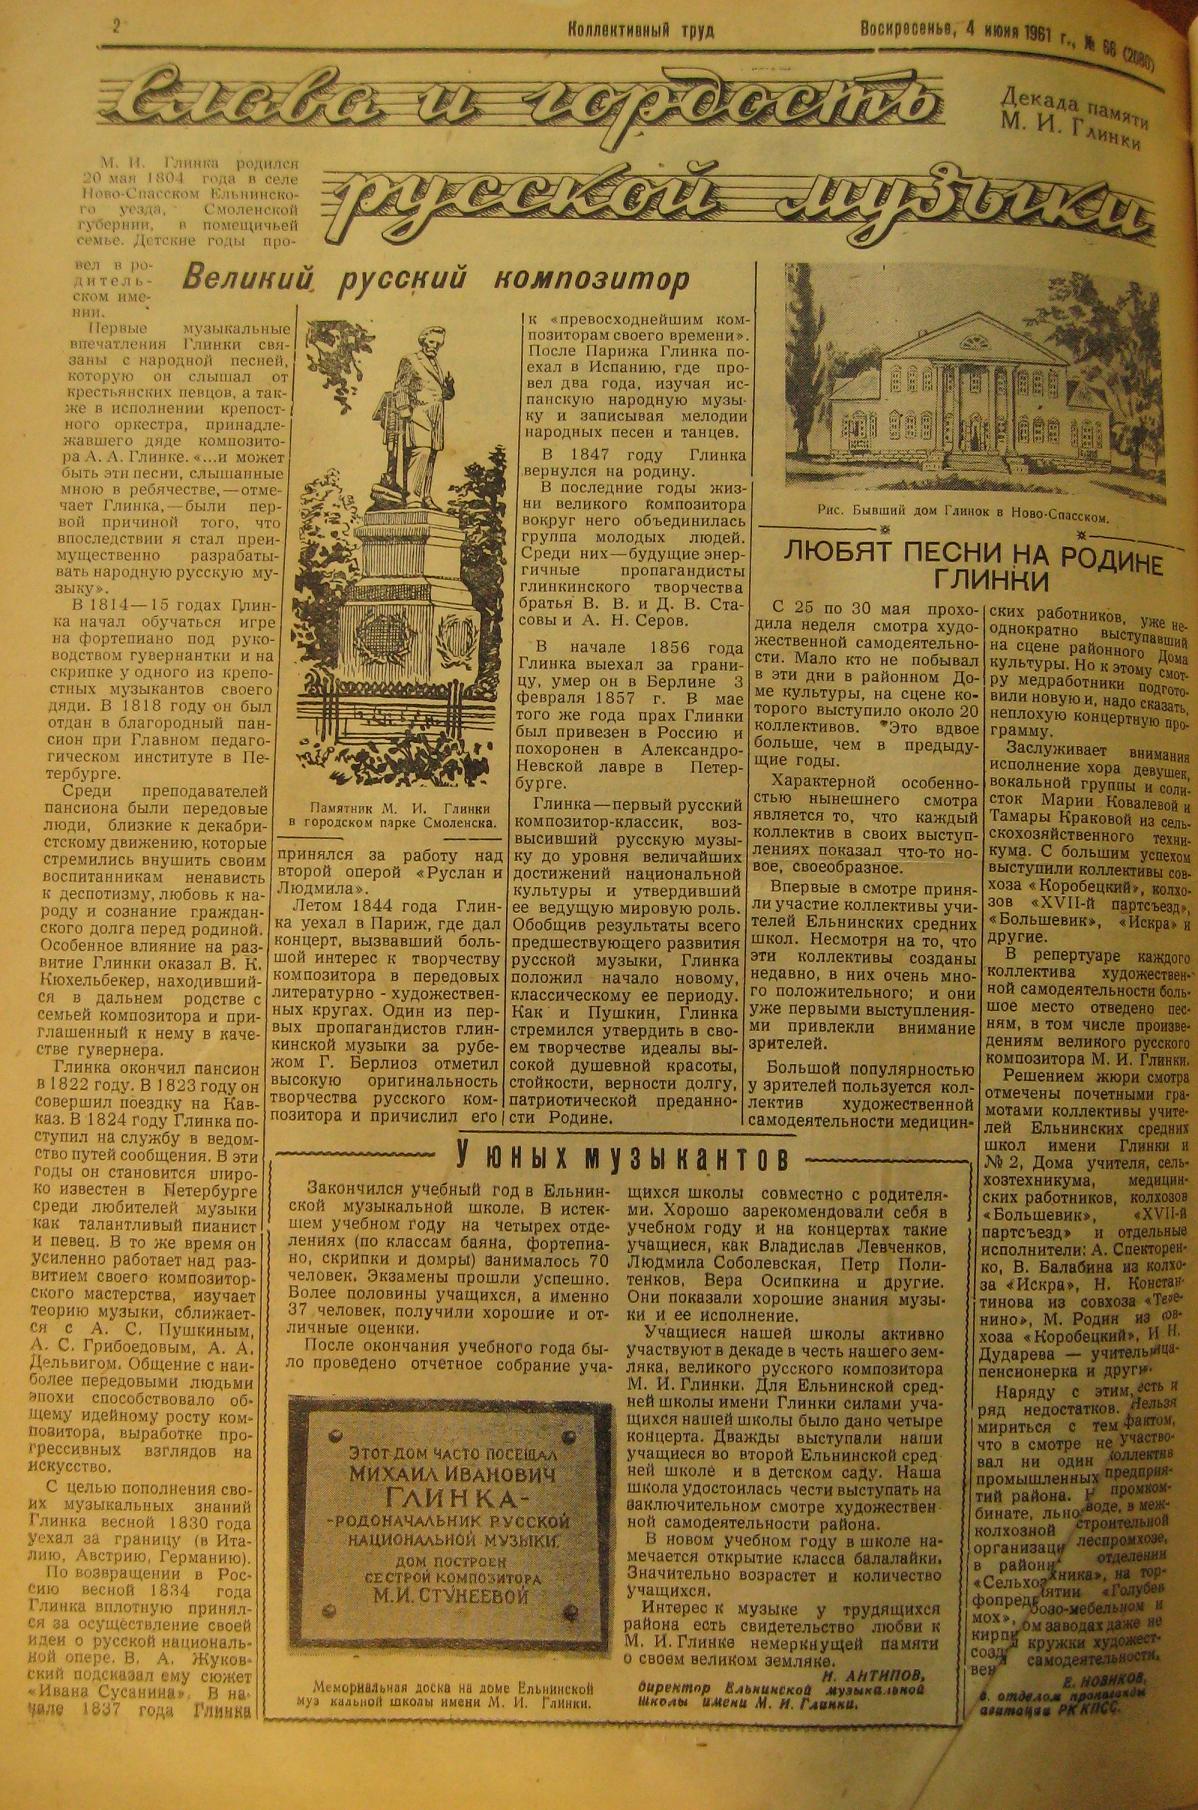 2
Коллективный труд
Воскресенье, 4 июня 1961 г., № 66 (2080)
Слава и гордость
русской музыки
Декада памяти
М. И. Глинки
Великий русский композитор
М. И. Глинка родился
20 мая 1804 года в селе
Ново-Спасском Ельнинско-
го уезда, Смоленской
губернии, в помещичьей
семье. Детские годы про-
вел в ро-
дитель-
ском име-
нии.
Первые музыкальные
впечатления Глинки свя-
заны с народной песней,
которую он слышал от
крестьянских певцов, а так-
же в исполнении крепост-
ного оркестра, принадле-
жавшего дяде композито-
ра А. А. Глинке. «...и может
быть эти песни, слышанные
мною в ребячестве,—отме-
чает Глинка,—были пер-
вой причиной того, что
впоследствии я стал преи-
мущественно разрабаты-
вать народную русскую му-
зыку».
В 1814—15 годах Глин-
ка начал обучаться игре
на фортепиано под руко-
водством гувернантки и на
скрипке у одного из крепо-
стных музыкантов своего
дяди. В 1818 году он был
отдан в благородный пан-
сион при Главном педаго-
гическом институте в Пе-
тербурге.
Среди преподавателей
пансиона были передовые
люди, близкие к декабри-
стскому движению, которые
стремились внушить своим
воспитанникам ненависть
к деспотизму, любовь к на-
роду и сознание граждан-
ского долга перед родиной.
Особенное влияние на раз-
витие Глинки оказал В. К.
Кюхельбекер, находивший-
ся в дальнем родстве с
семьей композитора и при-
глашенный к нему в каче-
стве гувернера.
Глинка окончил пансион
в 1822 году. В 1823 году он
совершил поездку на Кав-
каз. В 1824 году Глинка по-
ступил на службу в ведом-
ство путей сообщения. В эти
годы он становится широ-
ко известен в Петербурге
среди любителей музыки
как талантливый пианист
и певец. В то же время он
усиленно работает над раз-
витием своего композитор-
ского мастерства, изучает
теорию музыки, сближает-
ся с А. С. Пушкиным,
А. С. Грибоедовым, А. А.
Дельвигом. Общение с наи-
более передовыми людьми
эпохи способствовало об-
щему идейному росту ком-
позитора, выработке про-
грессивных взглядов на
искусство.
С целью пополнения сво-
их музыкальных знаний
Глинка весной 1830 года
уехал за границу (в Ита-
лию, Австрию, Германию).
По возвращении в Рос-
сию весной 1834 года
Глинка вплотную принял-
ся за осуществление своей
идеи о русской националь-
ной опере. В. А. Жуков-
ский подсказал ему сюжет
«Ивана Сусанина». В на-
чале 1837 года Глинка
Памятник М. И. Глинки
в городском парке Смоленска.
принялся за работу над
второй оперой «Руслан и
Людмила».
Летом 1844 года Глин-
ка уехал в Париж, где дал
концерт, вызвавший боль-
шой интерес к творчеству
композитора в передовых
литературно - художествен-
ных кругах. Один из пер-
вых пропагандистов глин-
кинской музыки за рубе-
жом Г. Берлиоз отметил
высокую оригинальность
творчества русского ком-
позитора и причислил его
к «превосходнейшим ком-
позиторам своего времени».
После Парижа Глинка по-
ехал в Испанию, где про-
вел два года, изучая ис-
панскую народную музы-
ку и записывая мелодии
народных песен и танцев.
В 1847 году Глинка
вернулся на родину.
В последние годы жиз-
ни великого композитора
вокруг него объединилась
группа молодых людей.
Среди них—будущие энер-
гичные пропагандисты
глинкинского творчества
братья В. В. и Д. В. Ста-
совы и А. Н. Серов.
В начале 1856 года
Глинка выехал за грани-
цу, умер он в Берлине 3
февраля 1857 г. В мае
того же года прах Глинки
был привезен в Россию и
похоронен в Александро-
Невской лавре в Петер-
бурге.
Глинка—первый русский
композитор-классик, воз-
высивший русскую музы-
ку до уровня величайших
достижений национальной
культуры и утвердивший
ее ведущую мировую роль.
Обобщив результаты всего
предшествующего развития
русской музыки, Глинка
положил начало новому,
классическому ее периоду.
Как и Пушкин, Глинка
стремился утвердить в сво-
ем творчестве идеалы вы-
сокой душевной красоты,
стойкости, верности долгу,
патриотической преданно-
сти Родине.
Рис. Бывший дом Глинок в Ново-Спасском.
ЛЮБЯТ ПЕСНИ НА РОДИНЕ
ГЛИНКИ
С 25 по 30 мая прохо-
дила неделя смотра худо-
жественной самодеятельно-
сти. Мало кто не побывал
в эти дни в районном До-
ме культуры, на сцене ко-
торого выступило около 20
коллективов. Это вдвое
больше, чем в предыду-
щие годы.
Характерной особенно-
стью нынешнего смотра
является то, что каждый
коллектив в своих выступ-
лениях показал что-то но-
вое, своеобразное.
Впервые в смотре приня-
ли участие коллективы учи-
телей Ельнинских средних
школ. Несмотря на то, что
эти коллективы созданы
недавно, в них очень мно-
го положительного; и они
уже первыми выступления-
ми привлекли внимание
зрителей.
Большой популярностью
у зрителей пользуется кол-
лектив художественной
самодеятельности медицин-
ских работников, уже не-
однократно выступавший
на сцене районного Дома
культуры. Но к этому смот-
ру медработники подгото-
вили новую и, надо сказать,
неплохую концертную про-
грамму.
Заслуживает внимания
исполнение хора девушек,
вокальной группы и соли-
сток Марии Ковалевой и
Тамары Краковой из сель-
скохозяйственного техни-
кума. С большим успехом
выступили коллективы сов-
хоза «Коробецкий», колхо-
зов «XVII-й партсъезд»,
«Большевик», «Искра» и
другие.
В репертуаре каждого
коллектива художествен-
ной самодеятельности боль-
шое место отведено пес-
ням, в том числе произве-
дениям великого русского
композитора М. И. Глинки.
Решением жюри смотра
отмечены почетными гра-
мотами коллективы учите-
лей Ельнинских средних
школ имени Глинки и
№ 2, Дома учителя, сель-
хозтехникума, медицин-
ских работников, колхозов
«Большевик», «XVII-й
партсъезд» и отдельные
исполнители: А. Спекторен-
ко, В. Балабина из колхо-
за «Искра», Н. Констан-
тинова из совхоза «Теренино», М. Родин из сов-
хоза «Коробецкий», И. Н.
Дударева — учительница-
пенсионерка и други
Наряду с этим, есть и
ряд недостатков. Нельзя
мириться с тем фактом,
что в смотре не участво-
вал ни один коллектив
промышленных предприя-
тий района. В промком-
бинате, льно воде, в меж-
колхозной строительной
организаци леспромхозе,
в райони отделении
«Сельхо хника», на тор-
фопред ятии «Голубев
мох», бозо-мебельном и
кирпи ом заводах даже не
созд кружки художест-
вен самодеятельности.
Е. НОВИКОВ,
з. отделом пропаганды
агитации РК КПСС.
У юных музыкантов
Закончился учебный год в Ельнин-
ской музыкальной школе. В истек-
шем учебном году на четырех отде-
лениях (по классам баяна, фортепиа-
но, скрипки и домры) занималось 70
человек. Экзамены прошли успешно.
Более половины учащихся, а именно
37 человек, получили хорошие и от-
личные оценки.
После окончания учебного года бы-
ло проведено отчетное собрание уча-
щихся школы совместно с родителя-
ми. Хорошо зарекомендовали себя в
учебном году и на концертах такие
учащиеся, как Владислав Левченков,
Людмила Соболевская, Петр Поли-
тенков, Вера Осипкина и другие.
Они показали хорошие знания музы-
ки и ее исполнение.
Учащиеся нашей школы активно
участвуют в декаде в честь нашего зем-
ляка, великого русского композитора
М. И. Глинки. Для Ельнинской сред-
ней школы имени Глинки силами уча-
щихся нашей школы было дано четыре
концерта. Дважды выступали наши
учащиеся во второй Ельнинской сред
ней школе и в детском саду. Наша
школа удостоилась чести выступать на
заключительном смотре художествен
ной самодеятельности района.
В новом учебном году в школе на-
мечается открытие класса балалайки.
Значительно возрастет и количество
учащихся.
Интерес к музыке у трудящихся
района есть свидетельство любви к
М. И. Глинке немеркнущей памяти
о своем великом земляке.
Н. АНТИПОВ,
директор Ельнинской музыкальной
школы имени М. И. Глинки.
ЭТОТ ДОМ ЧАСТО ПОСЕЩАЛ
МИХАИЛ ИВАНОВИЧ
ГЛИНКА-
-РОДОНАЧАЛЬНИК РУССКОЙ
НАЦИОНАЛЬНОЙ МУЗЫКИ.
ДОМ ПОСТРОЕН
СЕСТРОЙ КОМПОЗИТОРА
М.И. СТУНЕЕВОЙ
Мемориальная доска на доме Ельнинской
музыкальной школы имени М. И. Глинки.